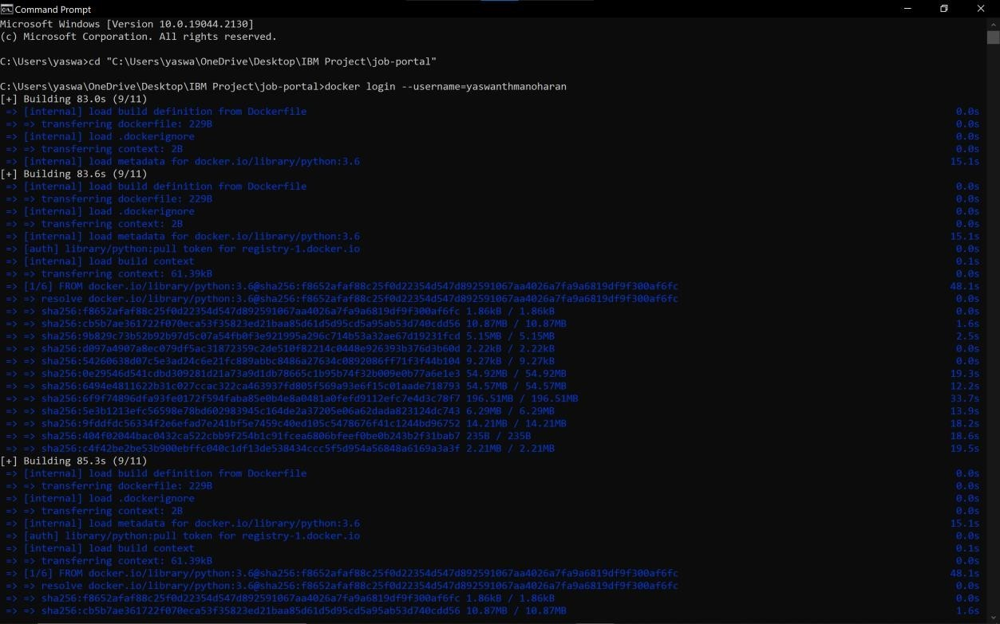 Command Prompt
Microsoft Windows [Version 10.0.19044.2130]
(c) Microsoft Corporation. All rights reserved.
C:\Users\yaswa>cd "C:\Users\yaswa\OneDrive\Desktop\IBM Project\job-portal"
C:\Users\yaswa\OneDrive\Desktop\IBM Project\job-portal>docker login --username=yaswanthmanoharan
[+] Building 83.0s (9/11)
=> [internal] load build definition from Dockerfile 0.0s
=> => transferring dockerfile: 229B 0.0s
=> [internal] load .dockerignore 0.0s
=> => transferring context: 2B 0.0s
=> [internal] load metadata for docker.io/library/python:3.6 15.1s
[+] Building 83.6s (9/11)
=> [internal] load build definition from Dockerfile 0.0s
=> => transferring dockerfile: 229B 0.0s
=> [internal] load .dockerignore 0.0s
=> => transferring context: 2B 0.0s
=> [internal] load metadata for docker.io/library/python:3.6 15.1s
=> [auth] library/python:pull token for registry-1.docker.io 0.0s
=> [internal] load build context 0.1s
=> => transferring context: 61.39kB 0.0s
=> [1/6] FROM docker.io/library/python:3.6@sha256:f8652afaf88c25f0d22354d547d892591067aa4026a7fa9a6819df9f300af6fc 48.1s
=> => resolve docker.io/library/python:3.6@sha256:f8652afaf88c25f0d22354d547d892591067aa4026a7fa9a6819df9f300af6fc 0.0s
=> => sha256:f8652afaf88c25f0d22354d547d892591067aa4026a7fa9a6819df9f300af6fc 1.86kB / 1.86kB 0.0s
=> => sha256:cb5b7ae361722f070eca53f35823ed21baa85d61d5d95cd5a95ab53d740cdd56 10.87MB / 10.87MB 1.6s
=> => sha256:9b829c73b52b92b97d5c07a54fb0f3e921995a296c714b53a32ae67d19231fcd 5.15MB / 5.15MB 2.5s
=> => sha256:d097a4907a8ec079df5ac31872359c2de510f82214c0448e926393b376d3b60d 2.22kB / 2.22kB 0.0s
=> => sha256:54260638d07c5e3ad24c6e21fc889abbc8486a27634c0892086ff71f3f44b104 9.27kB / 9.27kB 0.0s
=> => sha256:0e29546d541cdbd309281d21a73a9d1db78665c1b95b74f32b009e0b77a6e1e3 54.92MB / 54.92MB 19.3s
=> => sha256:6494e4811622b31c027ccac322ca463937fd805f569a93e6f15c01aade718793 54.57MB / 54.57MB 12.2s
=> => sha256:6f9f74896dfa93fe0172f594faba85e0b4e8a0481a0fefd9112efc7e4d3c78f7 196.51MB / 196.51MB 33.7s
=> => sha256:5e3b1213efc56598e78bd602983945c164de2a37205e06a62dada823124dc743 6.29MB / 6.29MB 13.9s
=> => sha256:9fddfdc56334f2e6efad7e241bf5e7459c40ed105c5478676f41c1244bd96752 14.21MB / 14.21MB 18.2s
=> => sha256:404f02044bac0432ca522cbb9f254b1c91fcea6806bfeef0be0b243b2f31bab7 235B / 235B 18.6s
=> => sha256:c4f42be2be53b900ebffc040c1df13de538434ccc5f5d954a56848a6169a3a3f 2.21MB / 2.21MB 19.5s
[+] Building 85.3s (9/11)
=> [internal] load build definition from Dockerfile 0.0s
=> => transferring dockerfile: 229B 0.0s
=> [internal] load .dockerignore 0.0s
=> => transferring context: 2B 0.0s
=> [internal] load metadata for docker.io/library/python:3.6 15.1s
=> [auth] library/python:pull token for registry-1.docker.io 0.0s
=> [internal] load build context 0.1s
=> => transferring context: 61.39kB 0.0s
=> [1/6] FROM docker.io/library/python:3.6@sha256:f8652afaf88c25f0d22354d547d892591067aa4026a7fa9a6819df9f300af6fc 48.1s
=> => resolve docker.io/library/python:3.6@sha256:f8652afaf88c25f0d22354d547d892591067aa4026a7fa9a6819df9f300af6fc 0.0s
=> => sha256:f8652afaf88c25f0d22354d547d892591067aa4026a7fa9a6819df9f300af6fc 1.86kB / 1.86kB 0.0s
=> => sha256:cb5b7ae361722f070eca53f35823ed21baa85d61d5d95cd5a95ab53d740cdd56 10.87MB / 10.87MB 1.6s